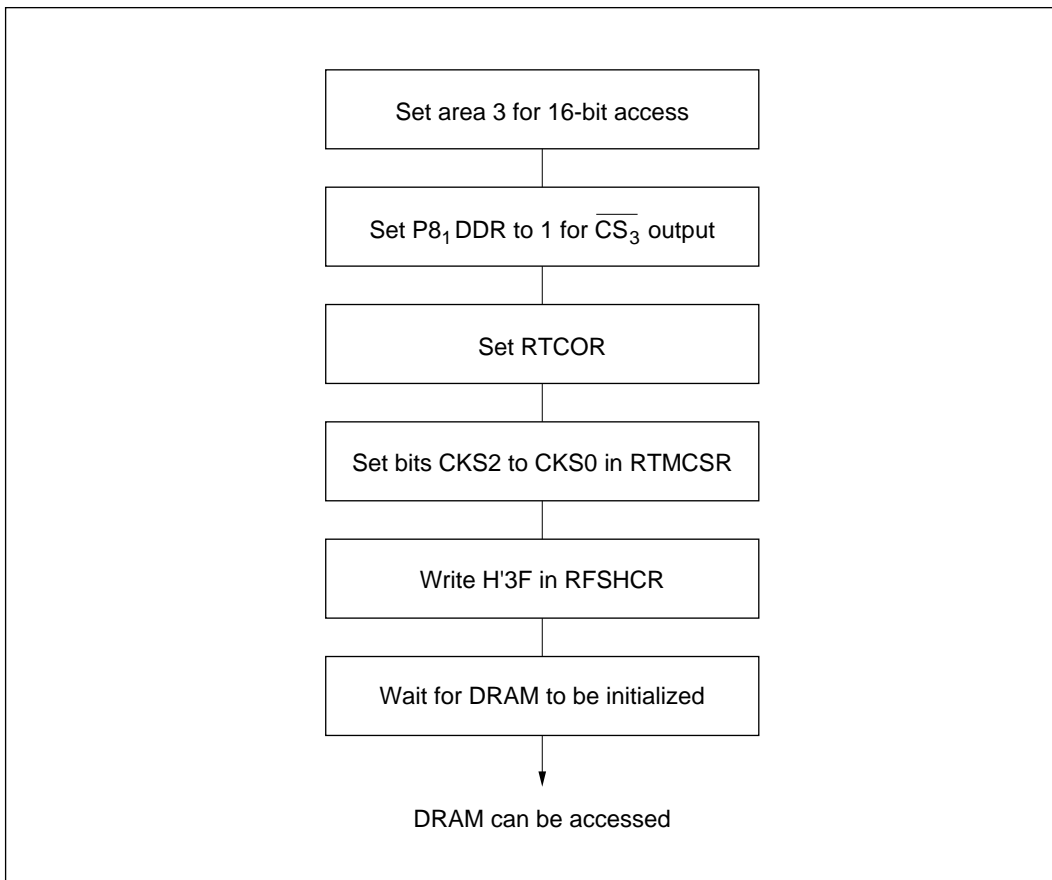 Set area 3 for 16-bit access
Set P8₁ DDR to 1 for C̅S̅₃ output
Set RTCOR
Set bits CKS2 to CKS0 in RTMCSR
Write H'3F in RFSHCR
Wait for DRAM to be initialized
DRAM can be accessed